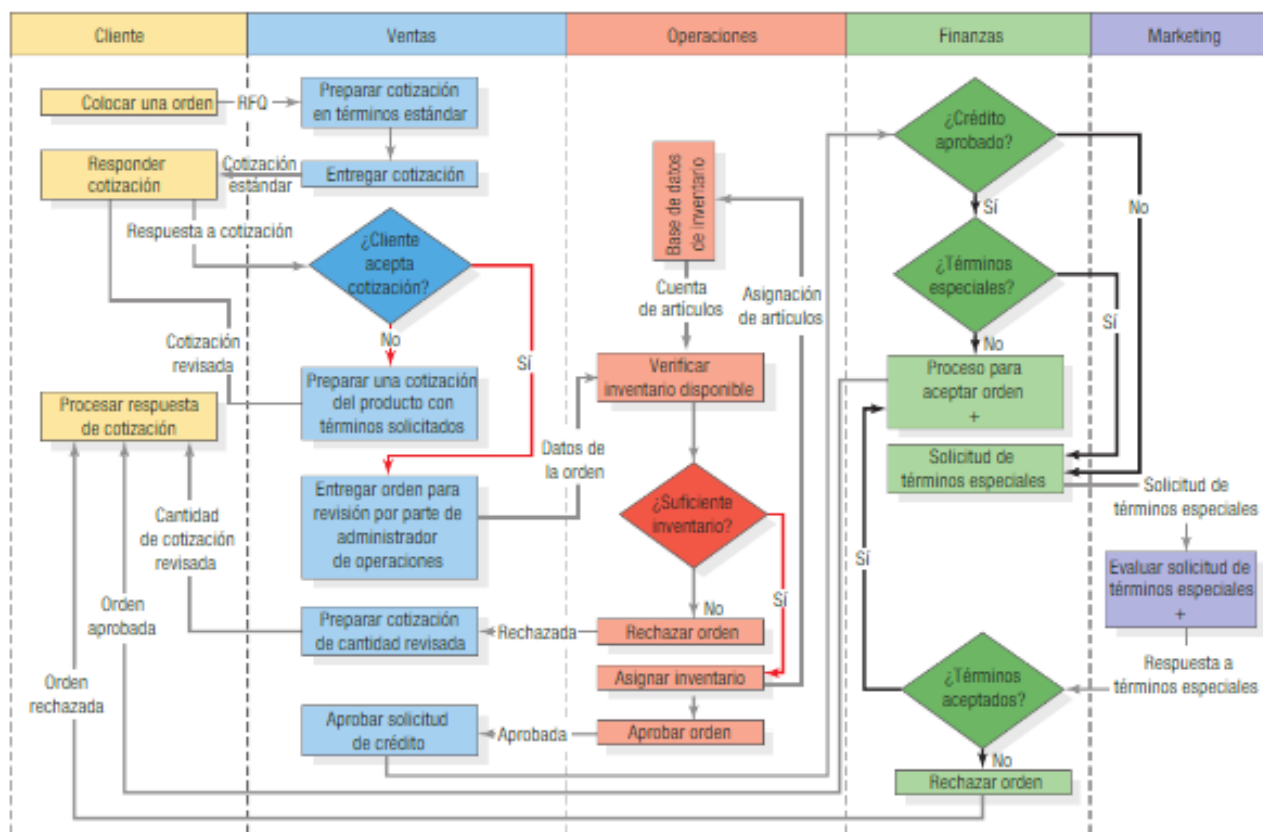 Cliente
Ventas
Operaciones
Finanzas
Marketing
Colocar una orden
RFQ
Preparar cotización
en términos estándar
Responder
cotización
Cotización
estándar
Entregar cotización
Respuesta a cotización
¿Cliente
acepta
cotización?
No
Sí
Cotización
revisada
Preparar una cotización
del producto con
términos solicitados
Procesar respuesta
de cotización
Entregar orden para
revisión por parte de
administrador
de operaciones
Datos de
la orden
Cantidad
de cotización
revisada
Orden
aprobada
Orden
rechazada
Preparar cotización
de cantidad revisada
Rechazada
Aprobar solicitud
de crédito
Aprobada
Base de datos
de inventario
Cuenta
de artículos
Asignación
de artículos
Verificar
inventario disponible
¿Suficiente
inventario?
No
Sí
Rechazar orden
Asignar inventario
Aprobar orden
¿Crédito
aprobado?
Sí
No
¿Términos
especiales?
Sí
No
Proceso para
aceptar orden
+
Solicitud de
términos especiales
Sí
¿Términos
aceptados?
No
Rechazar orden
Solicitud de
términos especiales
Evaluar solicitud de
términos especiales
+
Respuesta a
términos especiales